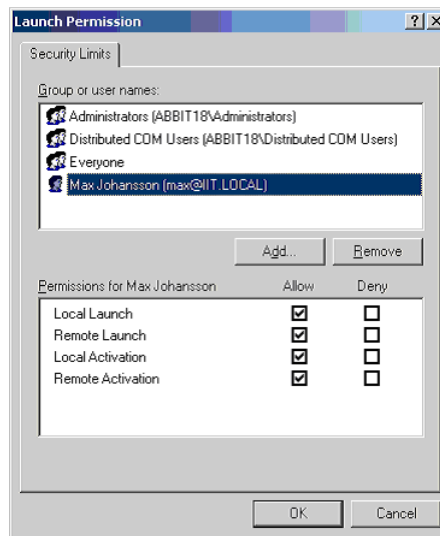 Launch Permission
Security Limits
Group or user names:
Administrators (ABBIT18\Administrators)
Distributed COM Users (ABBIT18\Distributed COM Users)
Everyone
Max Johansson (max@IIT.LOCAL)
Add... Remove
Permissions for Max Johansson Allow Deny
Local Launch
Remote Launch
Local Activation
Remote Activation
OK Cancel